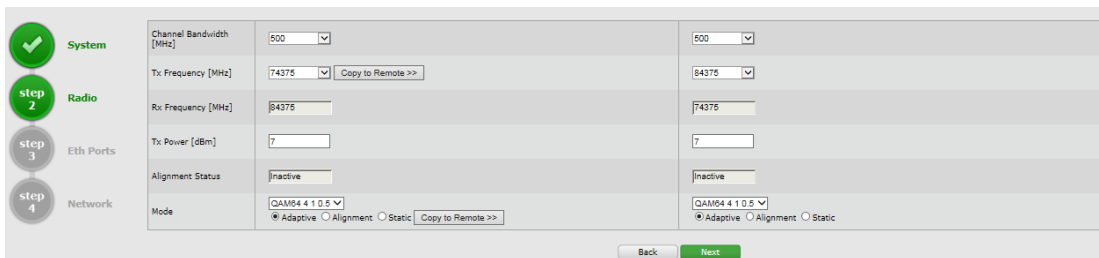 System
step
2
Radio
step
3
Eth Ports
step
4
Network
Channel Bandwidth
[MHz]
500
500
Tx Frequency [MHz]
74375
Copy to Remote >>
84375
Rx Frequency [MHz]
84375
74375
Tx Power [dBm]
7
7
Alignment Status
Inactive
Inactive
Mode
QAM64 4 1 0.5
QAM64 4 1 0.5
Adaptive Alignment Static Copy to Remote >>
Adaptive Alignment Static
Back
Next